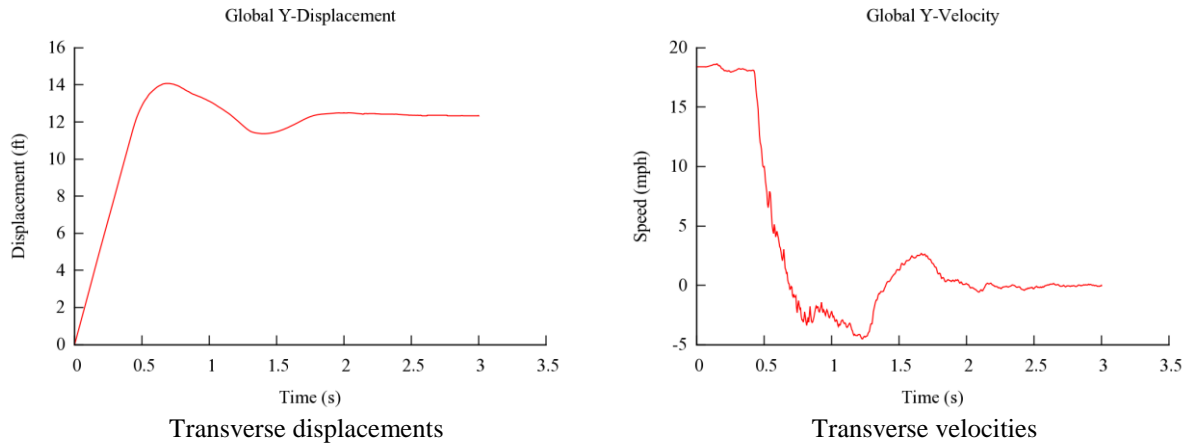 Global Y-Displacement
16
14
12
10
8
6
4
2
0
Displacement (ft)
0 0.5 1 1.5 2 2.5 3 3.5
Time (s)
Transverse displacements
Global Y-Velocity
20
15
10
5
0
-5
Speed (mph)
0 0.5 1 1.5 2 2.5 3 3.5
Time (s)
Transverse velocities